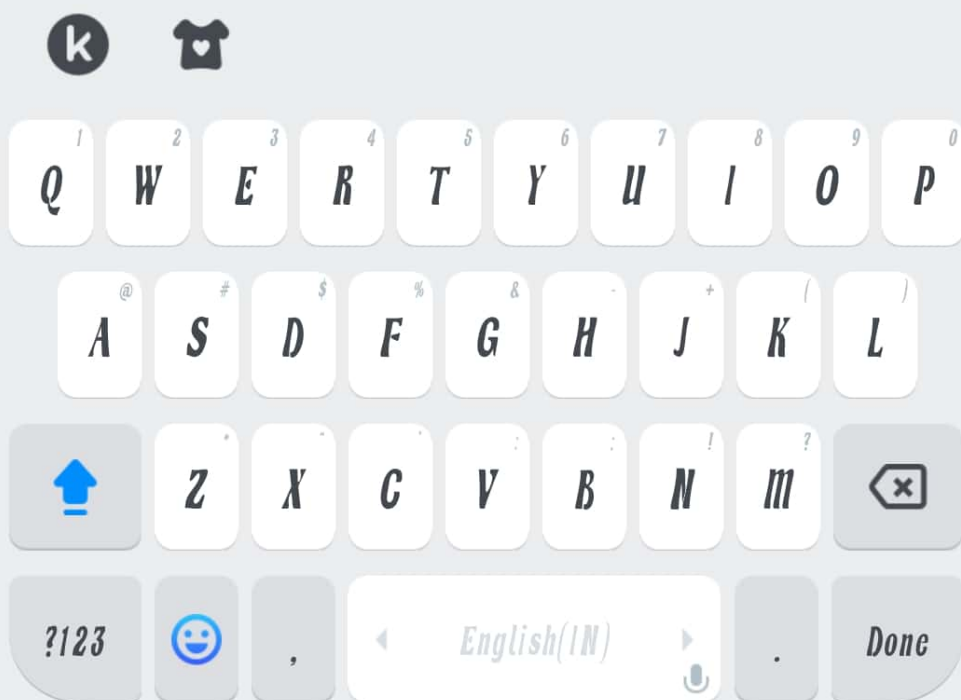 k
1 2 3 4 5 6 7 8 9 0
Q W E R T Y U I O P
@ # $ % & - + ( )
A S D F G H J K L
! ?
Z X C V B N M
?123 , English(IN) . Done